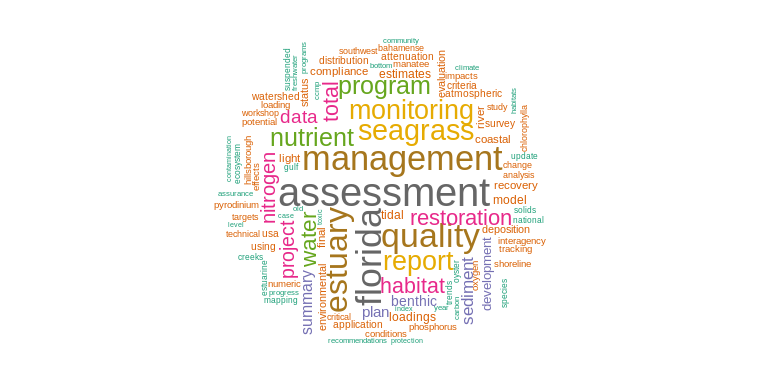 community
southwest
bahamense
distribution
attenuation
bottom
manatee
climate
compliance
estimates
suspended
freshwater
programs
evaluation
impacts
criteria
program
ccmp
status
total
watershed
loading
atmospheric
habitats
workshop
potential
data
monitoring
river
study
survey
chlorophylla
nutrient
seagrass
coastal
contamination
ecosystem
hillsborough
effects
light
gulf
management
update
change
analysis
recovery
assurance
nitrogen
assessment
model
pyrodinium
old
case
toxic
tidal
restoration
solids
national
targets
level
technical
usa
water
final
estuary
florida
quality
deposition
interagency
tracking
using
project
creeks
estuarine
report
sediment
oyster
oxygen
development
shoreline
numeric
progress
mapping
summary
environmental
habitat
benthic
trends
carbon
species
plan
index
year
critical
loadings
application
phosphorus
conditions
recommendations
protection